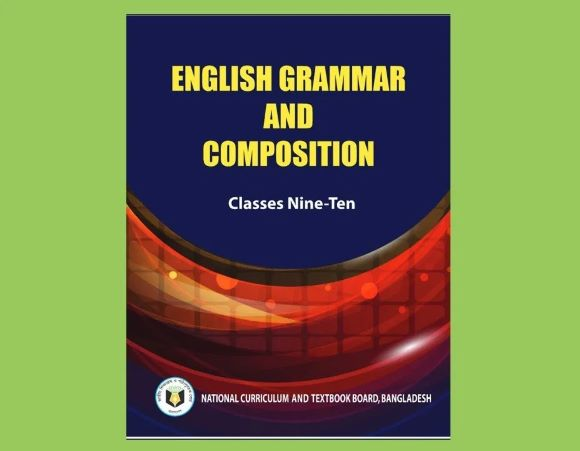 ENGLISH GRAMMAR
AND
COMPOSITION
Classes Nine-Ten
NATIONAL CURRICULUM AND TEXTBOOK BOARD, BANGLADESH